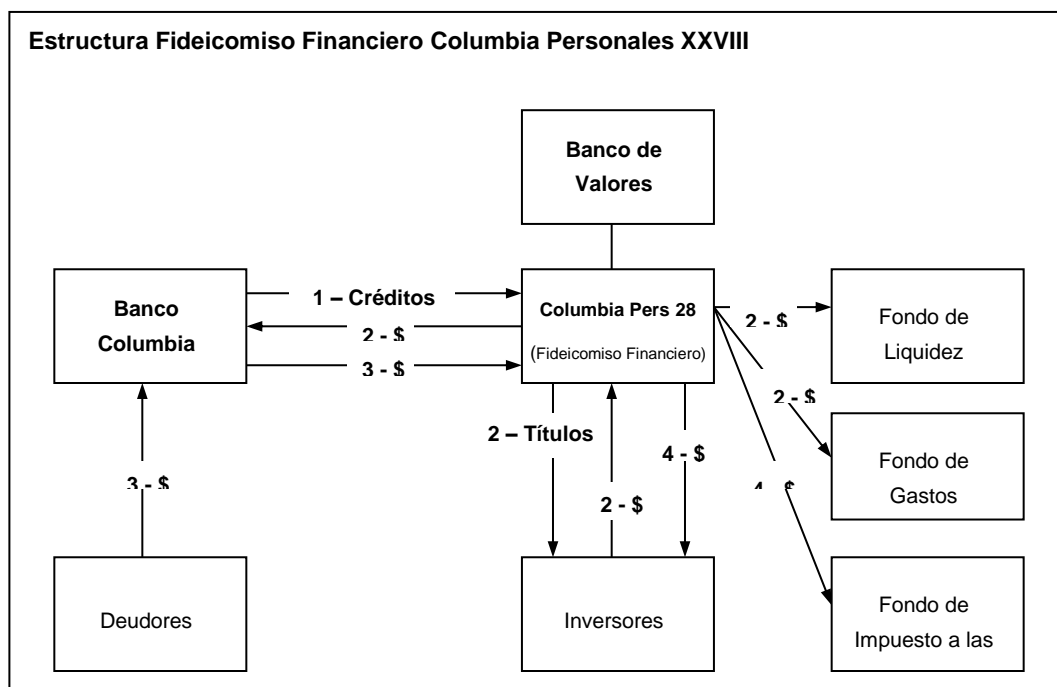 Estructura Fideicomiso Financiero Columbia Personales XXVIII
Banco de
Valores
Banco
Columbia
1 – Créditos
2 - $
3 - $
Columbia Pers 28
(Fideicomiso Financiero)
2 - $
Fondo de
Liquidez
2 - $
Fondo de
Gastos
4 - $
Fondo de
Impuesto a las
2 – Títulos
2 - $
4 - $
3 - $
Deudores
Inversores